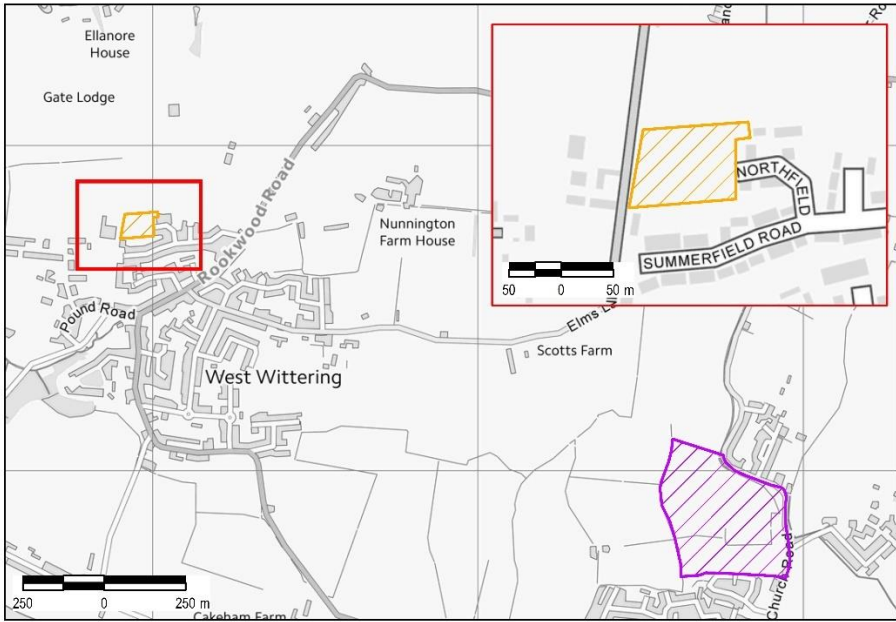 Ellanore
House
Gate Lodge
Rookwood Road
Nunnington
Farm House
Pound Road
West Wittering
Elms La
Scotts Farm
Church Road
Cakeham Farm
250 0 250 m
NORTHFIELD
SUMMERFIELD ROAD
50 0 50 m